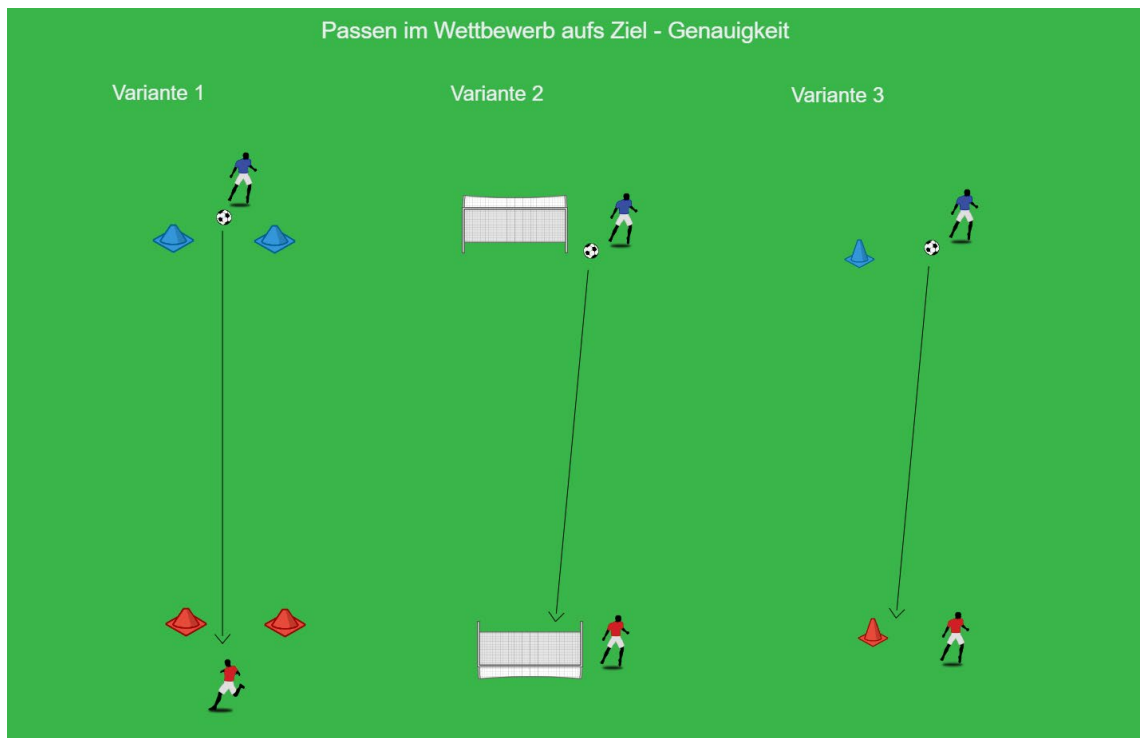 Passen im Wettbewerb aufs Ziel - Genauigkeit
Variante 1
Variante 2
Variante 3